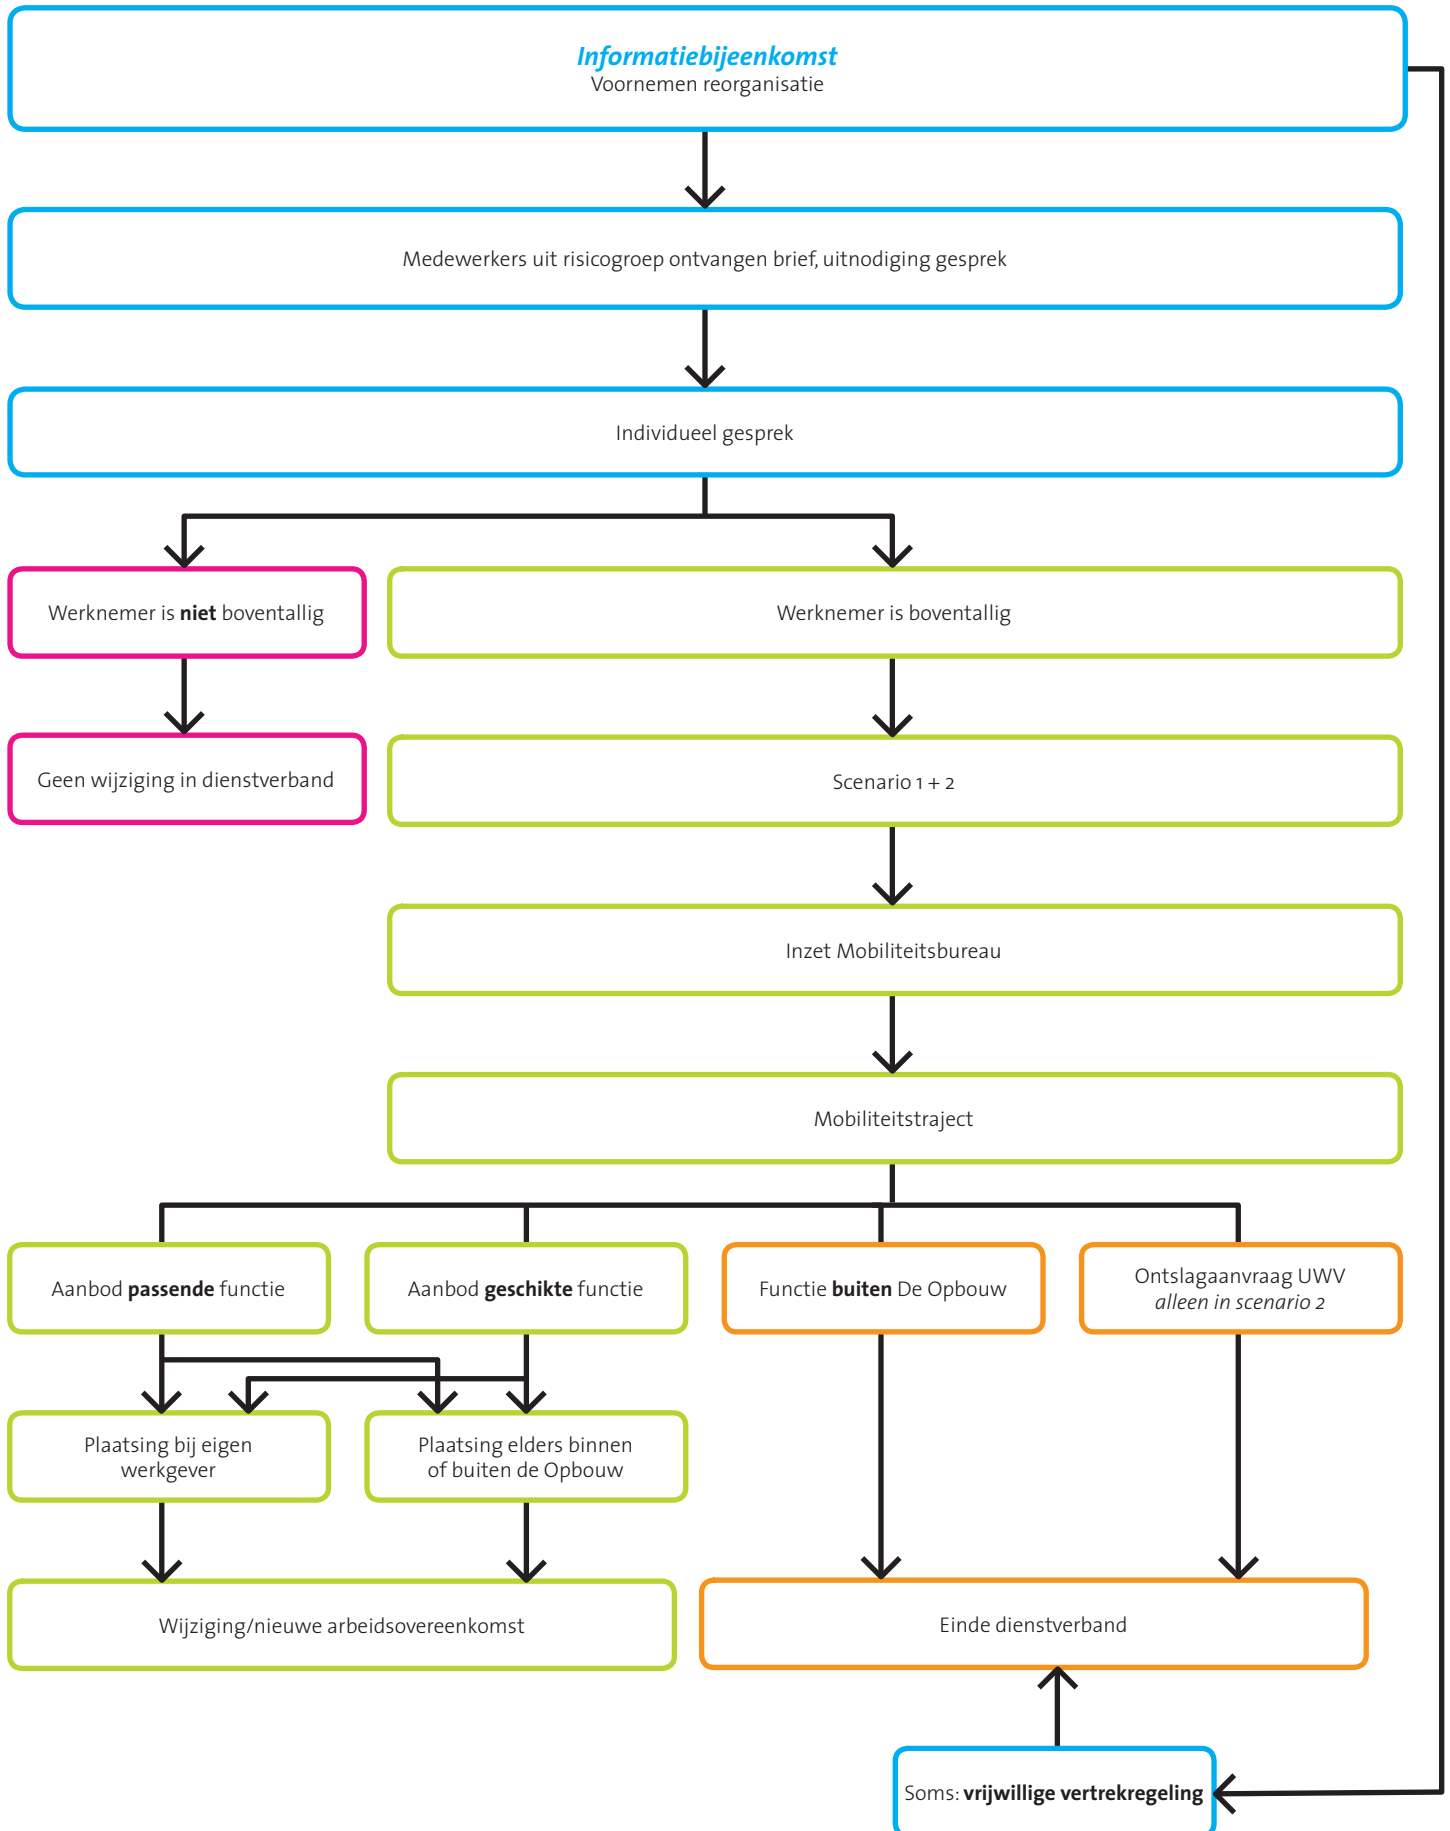 Informatiebijeenkomst
Voornemen reorganisatie
Medewerkers uit risicogroep ontvangen brief, uitnodiging gesprek
Individueel gesprek
Werknemer is niet boventallig
Werknemer is boventallig
Geen wijziging in dienstverband
Scenario 1 + 2
Inzet Mobiliteitsbureau
Mobiliteitstraject
Aanbod passende functie
Aanbod geschikte functie
Functie buiten De Opbouw
Ontslagaanvraag UWV
alleen in scenario 2
Plaatsing bij eigen
werkgever
Plaatsing elders binnen
of buiten de Opbouw
Wijziging/nieuwe arbeidsovereenkomst
Einde dienstverband
Soms: vrijwillige vertrekregeling